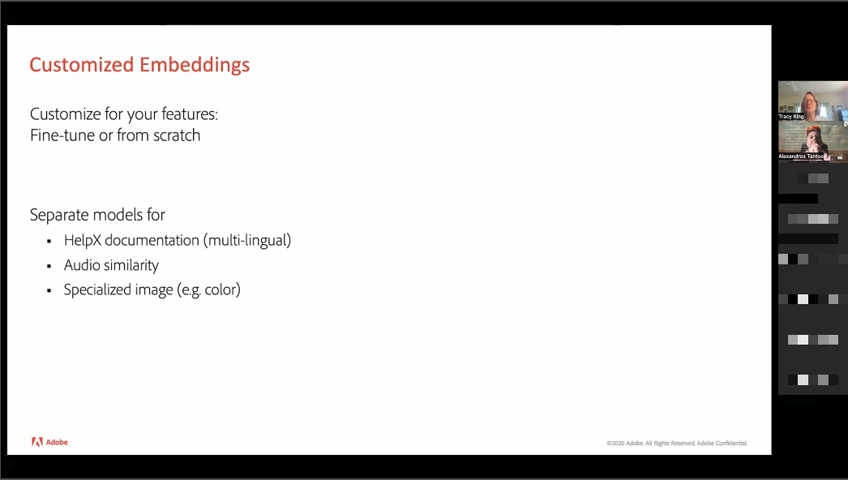 Customized Embeddings
Customize for your features:
Fine-tune or from scratch
Separate models for
▪ HelpX documentation (multi-lingual)
▪ Audio similarity
▪ Specialized image (e.g. color)
Adobe
©2020 Adobe. All Rights Reserved. Adobe Confidential.
Tracy King
Alexandros Tantos